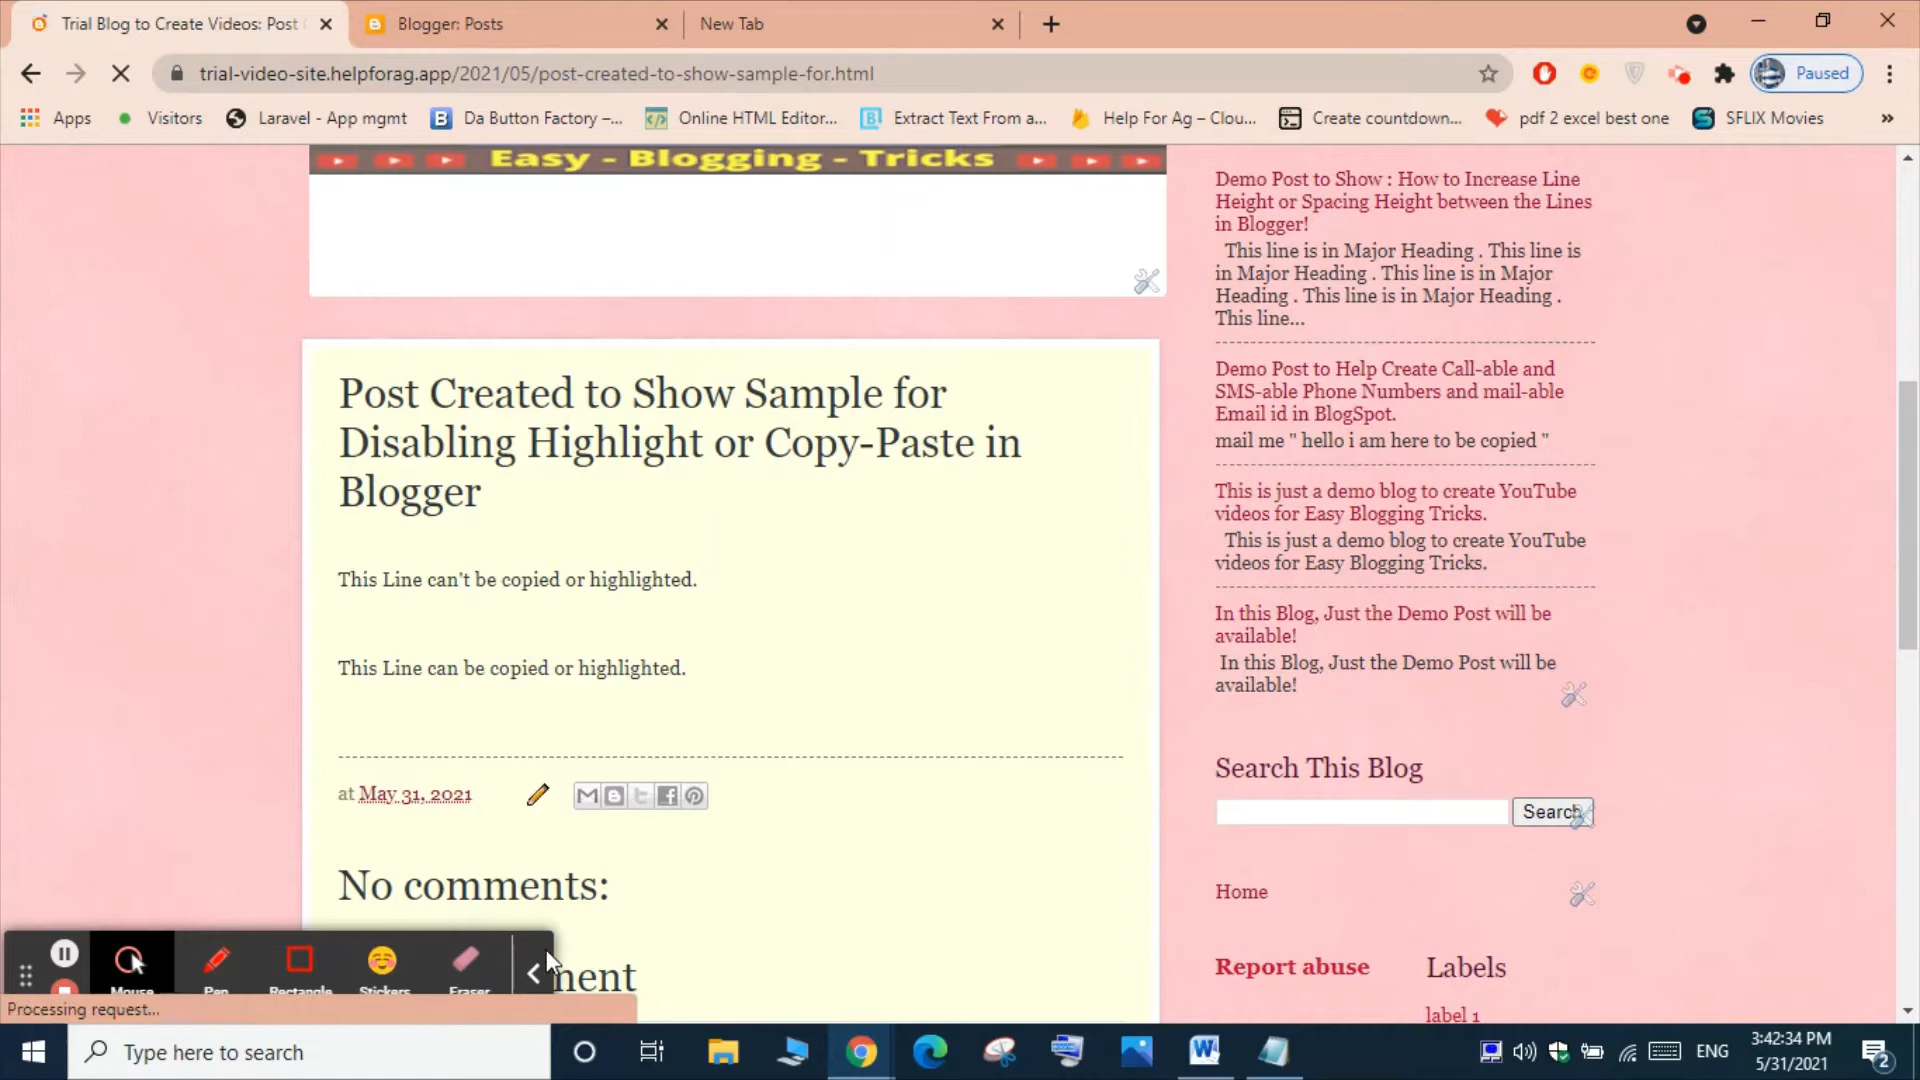 Trial Blog to Create Videos: Post
Blogger: Posts
New Tab
trial-video-site.helpforag.app/2021/05/post-created-to-show-sample-for.html
Paused
Apps
Visitors
Laravel - App mgmt
Da Button Factory –...
Online HTML Editor...
Extract Text From a...
Help For Ag – Clou...
Create countdown...
pdf 2 excel best one
SFLIX Movies
»
Easy - Blogging - Tricks
Post Created to Show Sample for
Disabling Highlight or Copy-Paste in
Blogger
This Line can't be copied or highlighted.
This Line can be copied or highlighted.
at May 31, 2021
No comments:
ment
Demo Post to Show : How to Increase Line
Height or Spacing Height between the Lines
in Blogger!
This line is in Major Heading . This line is
in Major Heading . This line is in Major
Heading . This line is in Major Heading .
This line...
Demo Post to Help Create Call-able and
SMS-able Phone Numbers and mail-able
Email id in BlogSpot.
mail me " hello i am here to be copied "
This is just a demo blog to create YouTube
videos for Easy Blogging Tricks.
This is just a demo blog to create YouTube
videos for Easy Blogging Tricks.
In this Blog, Just the Demo Post will be
available!
In this Blog, Just the Demo Post will be
available!
Search This Blog
Search
Home
Report abuse
Labels
label 1
Mouse
Pen
Rectangle
Stickers
Eraser
Processing request...
Type here to search
ENG
3:42:34 PM
5/31/2021
2